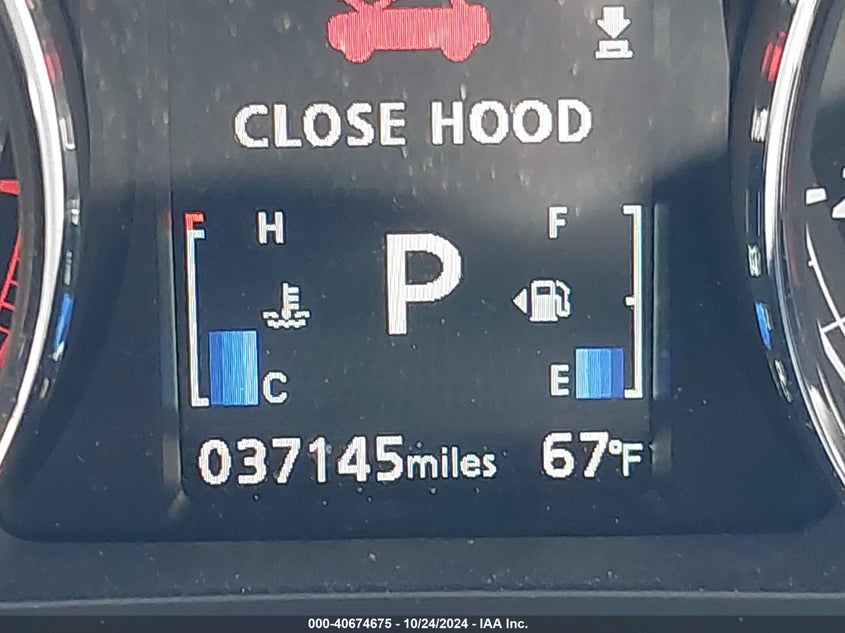 CLOSE HOOD
H F
P
C E
037145miles 67°F
000-40674675 - 10/24/2024 - IAA Inc.